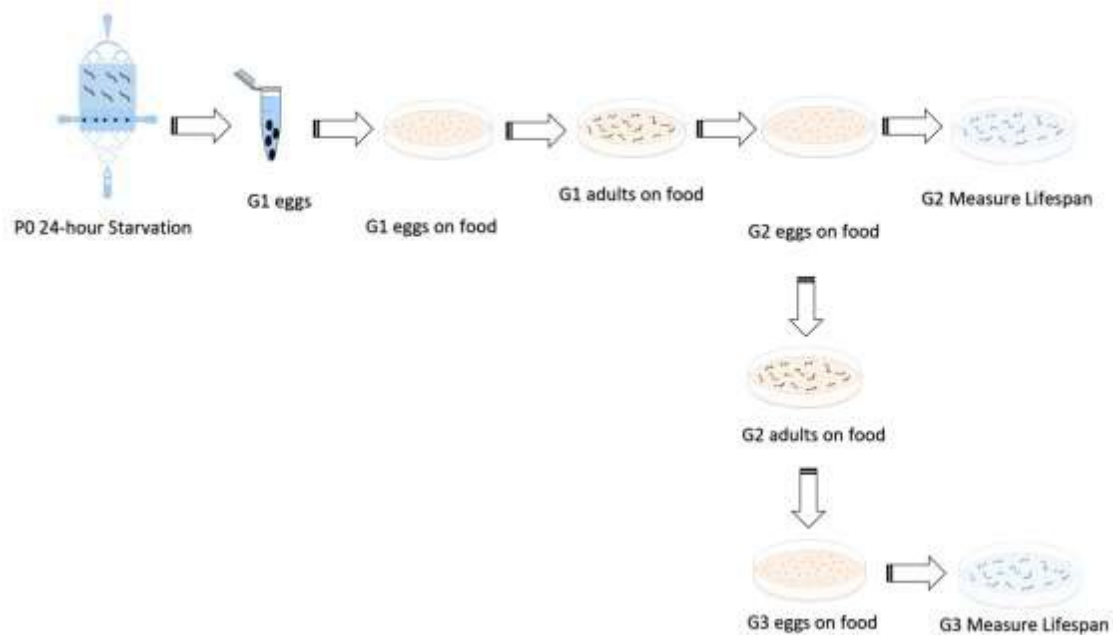 P0 24-hour Starvation
G1 eggs
G1 eggs on food
G1 adults on food
G2 eggs on food
G2 Measure Lifespan
G2 adults on food
G3 eggs on food
G3 Measure Lifespan